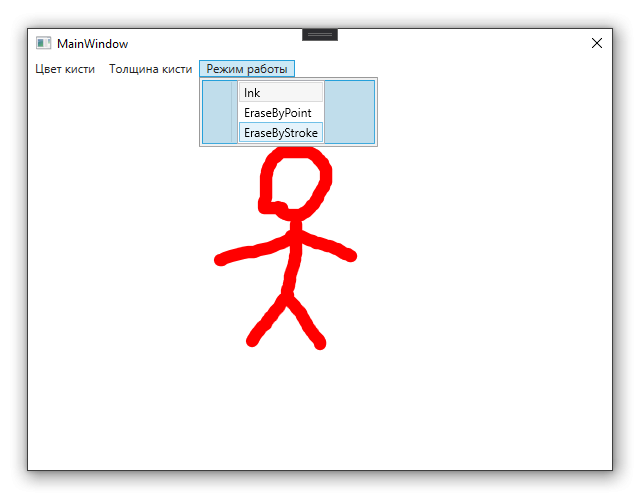 MainWindow
Цвет кисти Толщина кисти Режим работы
Ink
EraseByPoint
EraseByStroke